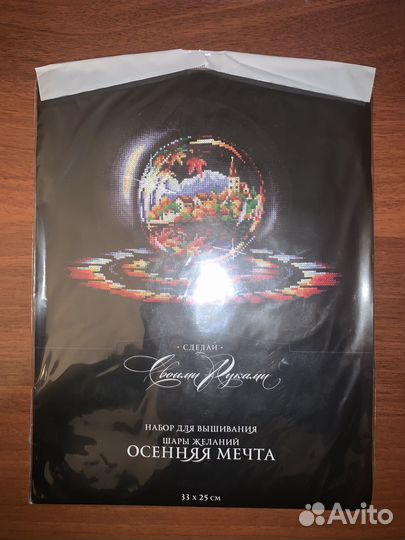 · СДЕЛАЙ ·
Своими Руками
НАБОР ДЛЯ ВЫШИВАНИЯ
ШАРЫ ЖЕЛАНИЙ
ОСЕННЯЯ МЕЧТА
33 X 25 СМ
Avito